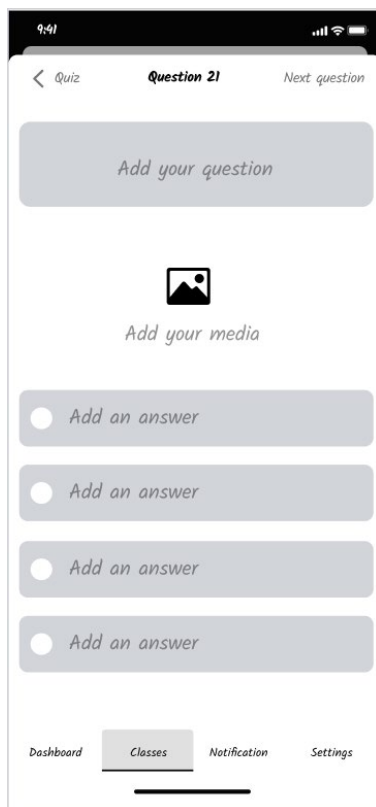 9:41
Quiz Question 21 Next question
Add your question
Add your media
Add an answer
Add an answer
Add an answer
Add an answer
Dashboard Classes Notification Settings